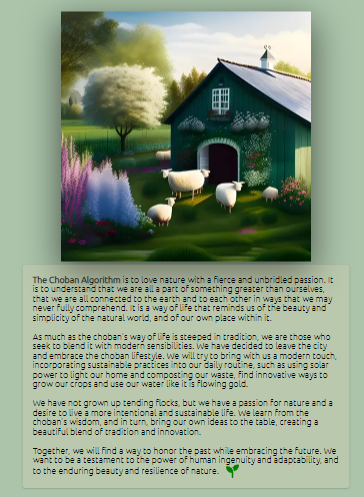 The Choban Algorithm is to love nature with a fierce and unbridled passion. It
is to understand that we are all a part of something greater than ourselves,
that we are all connected to the earth and to each other in ways that we may
never fully comprehend. It is a way of life that reminds us of the beauty and
simplicity of the natural world, and of our own place within it.
As much as the choban's way of life is steeped in tradition, we are those who
seek to blend it with modern sensibilities. We have decided to leave the city
and embrace the choban lifestyle. We will try to bring with us a modern touch,
incorporating sustainable practices into our daily routine, such as using solar
power to light our home and composting our waste, find innovative ways to
grow our crops and use our water like it is flowing gold.
We have not grown up tending flocks, but we have a passion for nature and a
desire to live a more intentional and sustainable life. We learn from the
choban's wisdom, and in turn, bring our own ideas to the table, creating a
beautiful blend of tradition and innovation.
Together, we will find a way to honor the past while embracing the future. We
want to be a testament to the power of human ingenuity and adaptability, and
to the enduring beauty and resilience of nature.